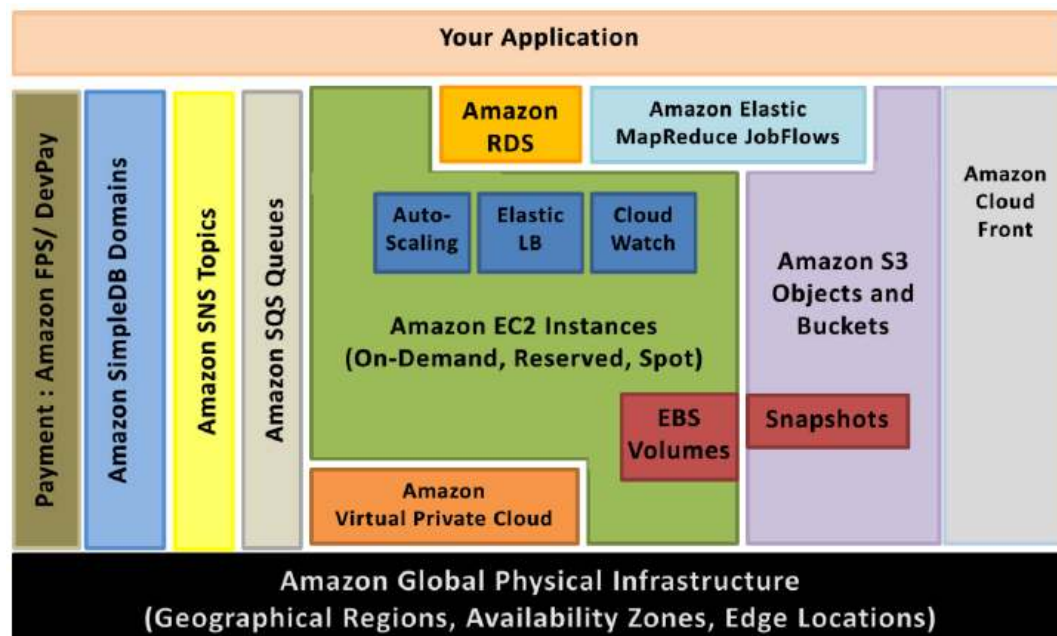 Your Application
Payment : Amazon FPS/ DevPay
Amazon SimpleDB Domains
Amazon SNS Topics
Amazon SQS Queues
Amazon
RDS
Amazon Elastic
MapReduce JobFlows
Auto-
Scaling
Elastic
LB
Cloud
Watch
Amazon EC2 Instances
(On-Demand, Reserved, Spot)
EBS
Volumes
Amazon
Virtual Private Cloud
Amazon S3
Objects and
Buckets
Snapshots
Amazon
Cloud
Front
Amazon Global Physical Infrastructure
(Geographical Regions, Availability Zones, Edge Locations)